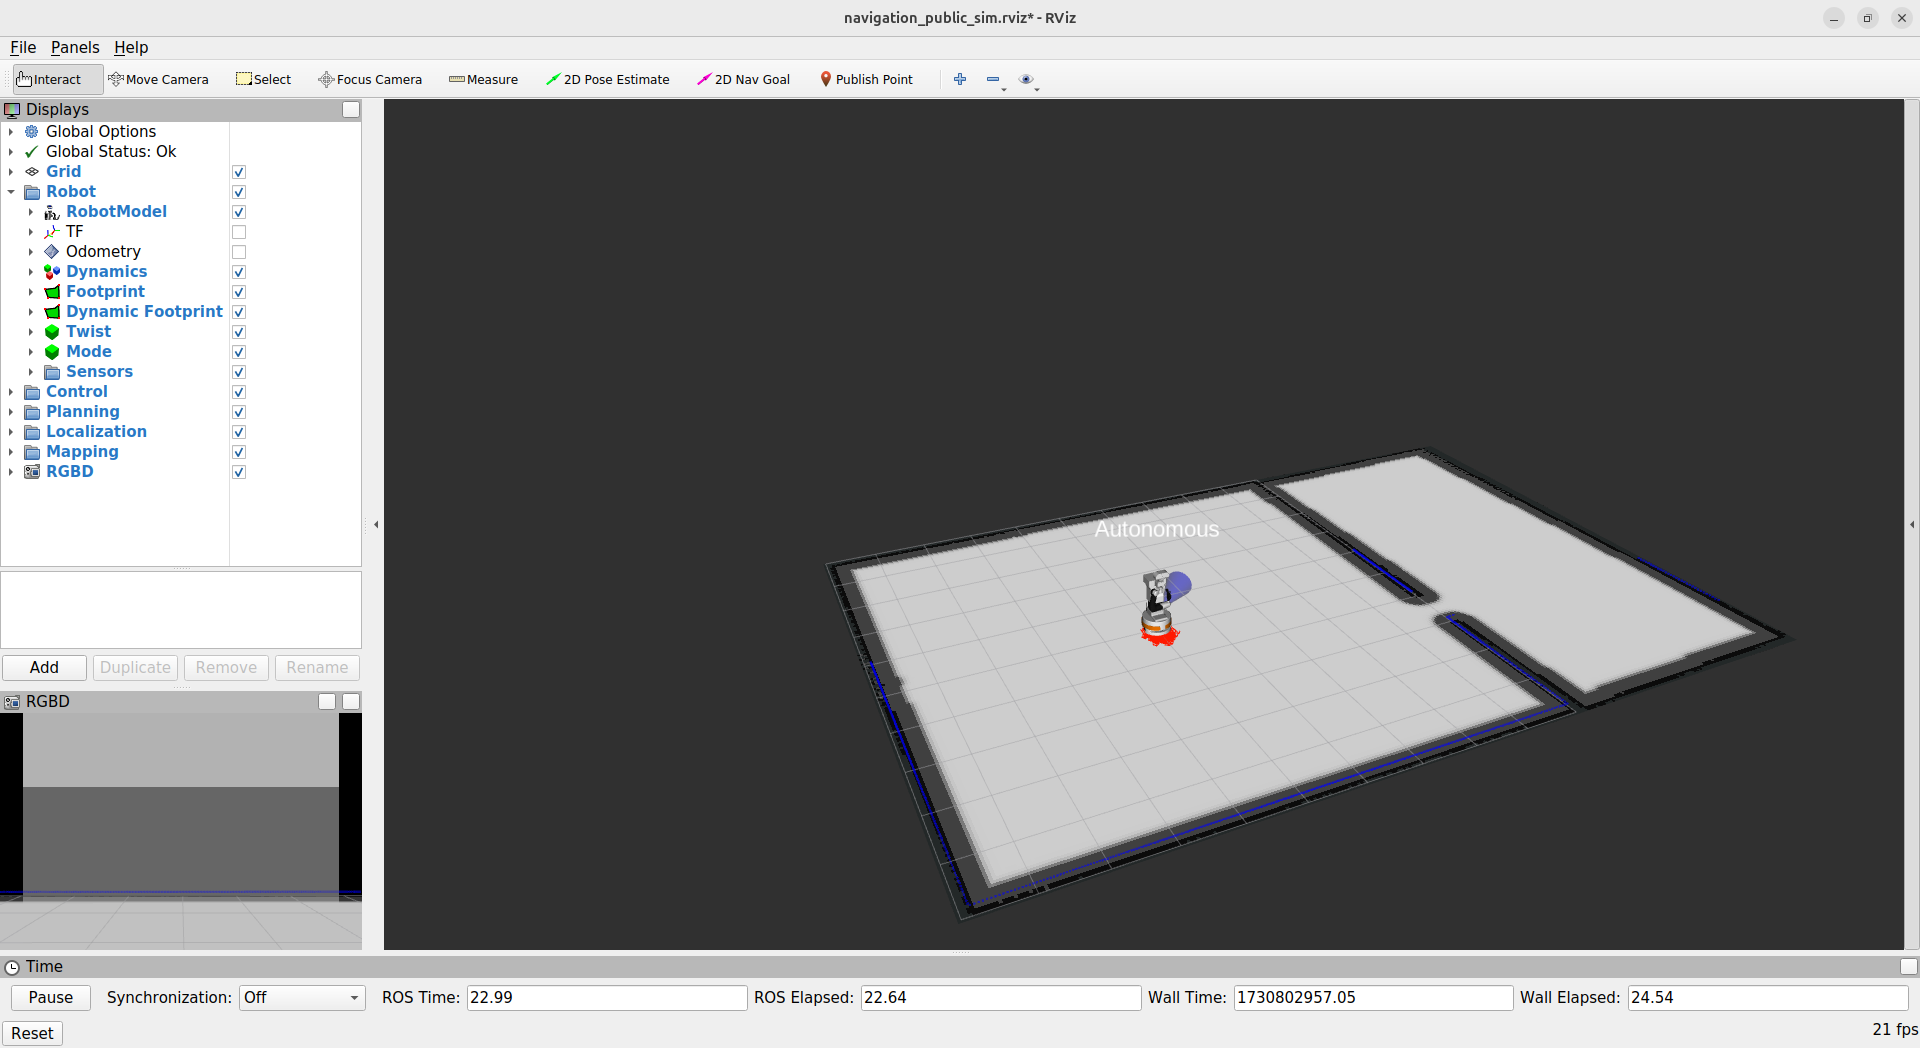 navigation_public_sim.rviz* - RViz
File Panels Help
Interact Move Camera Select Focus Camera Measure 2D Pose Estimate 2D Nav Goal Publish Point
Displays
Global Options
Global Status: Ok
Grid
Robot
RobotModel
TF
Odometry
Dynamics
Footprint
Dynamic Footprint
Twist
Mode
Sensors
Control
Planning
Localization
Mapping
RGBD
Autonomous
Add Duplicate Remove Rename
RGBD
Time
Pause Synchronization: Off ROS Time: 22.99 ROS Elapsed: 22.64 Wall Time: 1730802957.05 Wall Elapsed: 24.54
Reset 21 fps